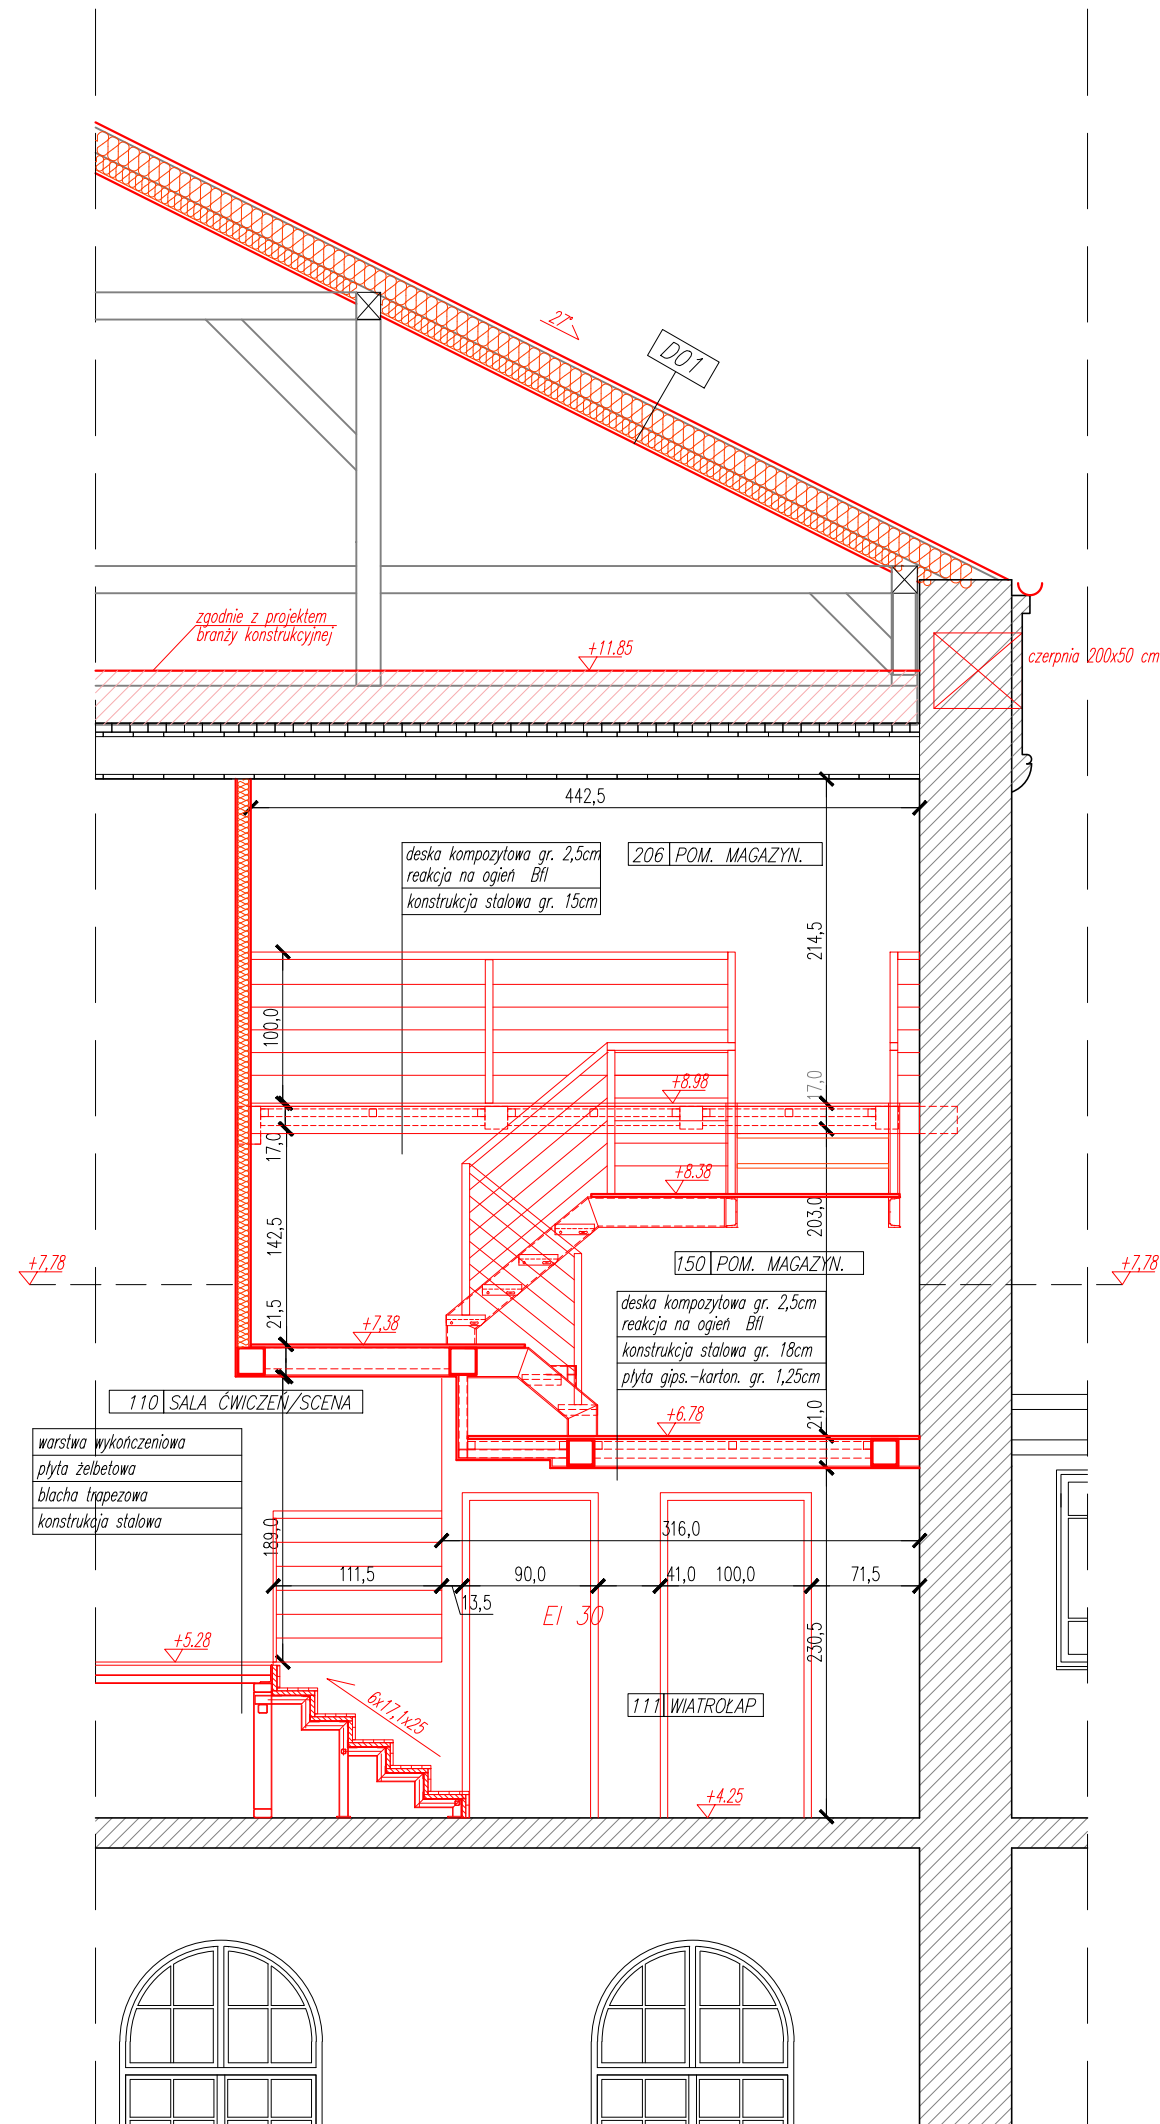 27°
D01
zgodnie z projektem
branży konstrukcyjnej
+11.85
czerpnia 200x50 cm
442,5
deska kompozytowa gr. 2,5cm
reakcja na ogień Bfl
konstrukcja stalowa gr. 15cm
206 POM. MAGAZYN.
214,5
100,0
17,0
+8.98
17,0
+8.38
203,0
142,5
150 POM. MAGAZYN.
+7,78
+7,78
deska kompozytowa gr. 2,5cm
reakcja na ogień Bfl
konstrukcja stalowa gr. 18cm
płyta gips.-karton. gr. 1,25cm
21,5
+7,38
110 SALA ĆWICZEŃ/SCENA
+6.78
21,0
warstwa wykończeniowa
płyta żelbetowa
blacha trapezowa
konstrukcja stalowa
189,0
316,0
111,5
90,0
41,0
100,0
71,5
13,5
EI 30
230,5
+5.28
6x17,1x25
111 WIATROŁAP
+4.25